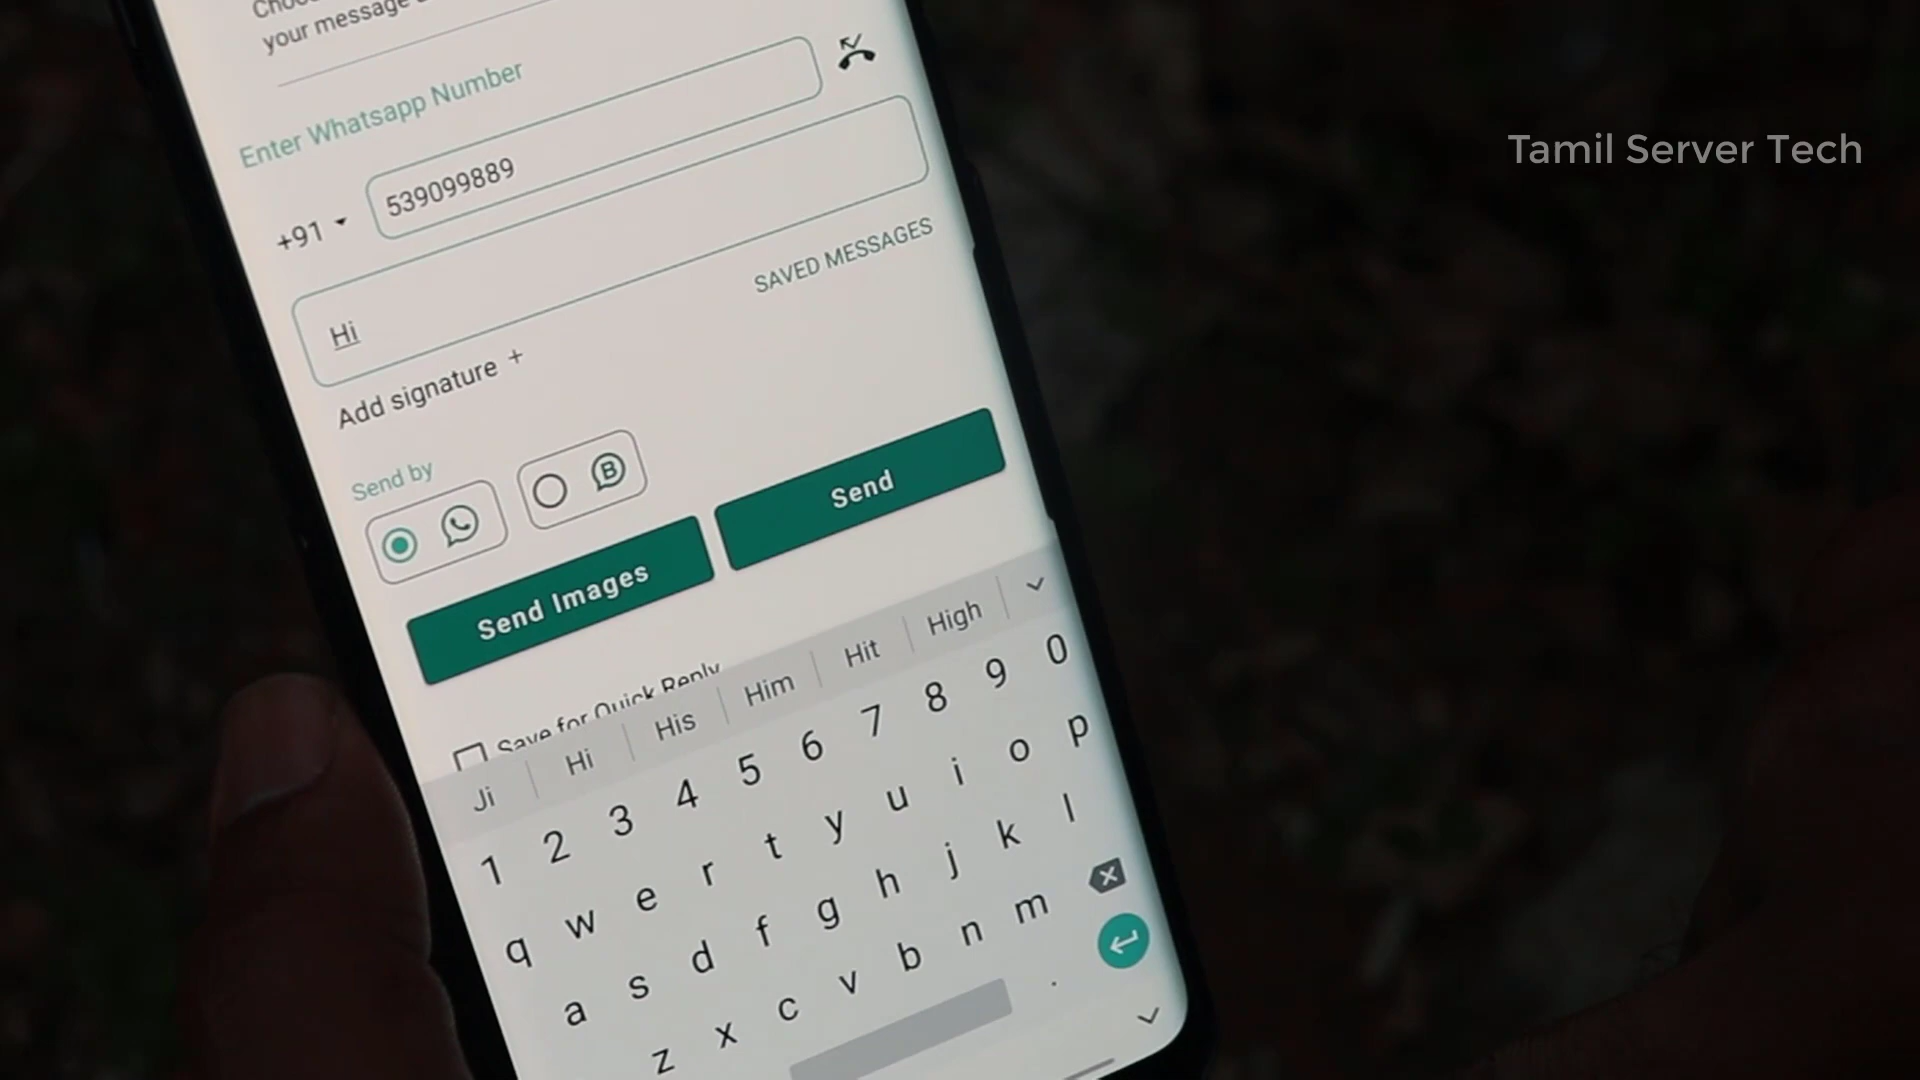 your message
Enter Whatsapp Number
+91
539099889
Hi
SAVED MESSAGES
Add signature +
Send by
B
Send Images
Send
Save for Quick Reply
Ji Hi His Him Hit High
1 2 3 4 5 6 7 8 9 0
q w e r t y u i o p
a s d f g h j k l
z x c v b n m
.
Tamil Server Tech